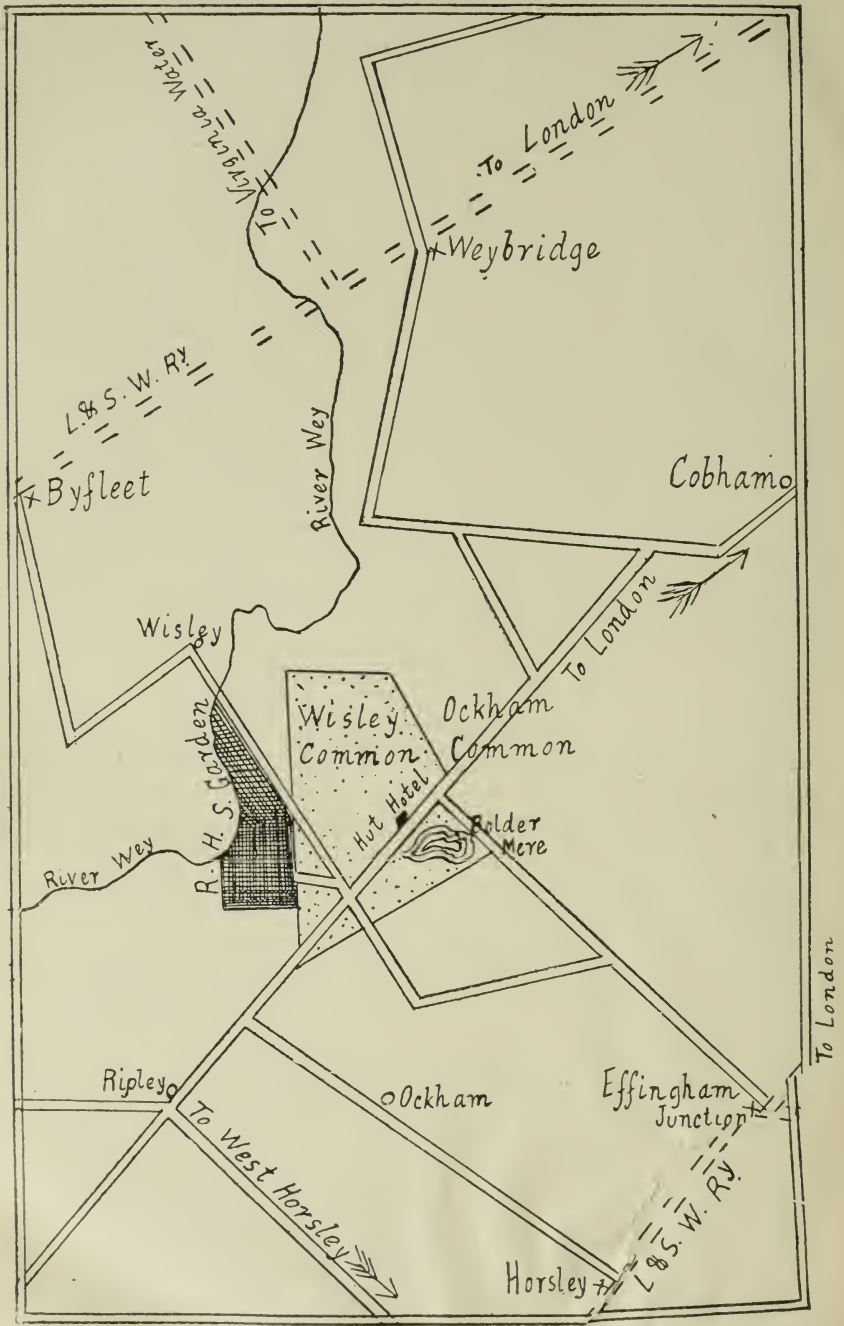 To Virginia Water
To London
Weybridge
L. & S. W. Ry
Byfleet
River Wey
Cobham
Wisley
To London
Wisley
Common
Ockham
Common
R. H. S. Garden
Hut Hotel
Bolder
Mere
River Wey
To London
Ripley
Ockham
Effingham
Junction
To West Horsley
L & S. W. Ry
Horsley